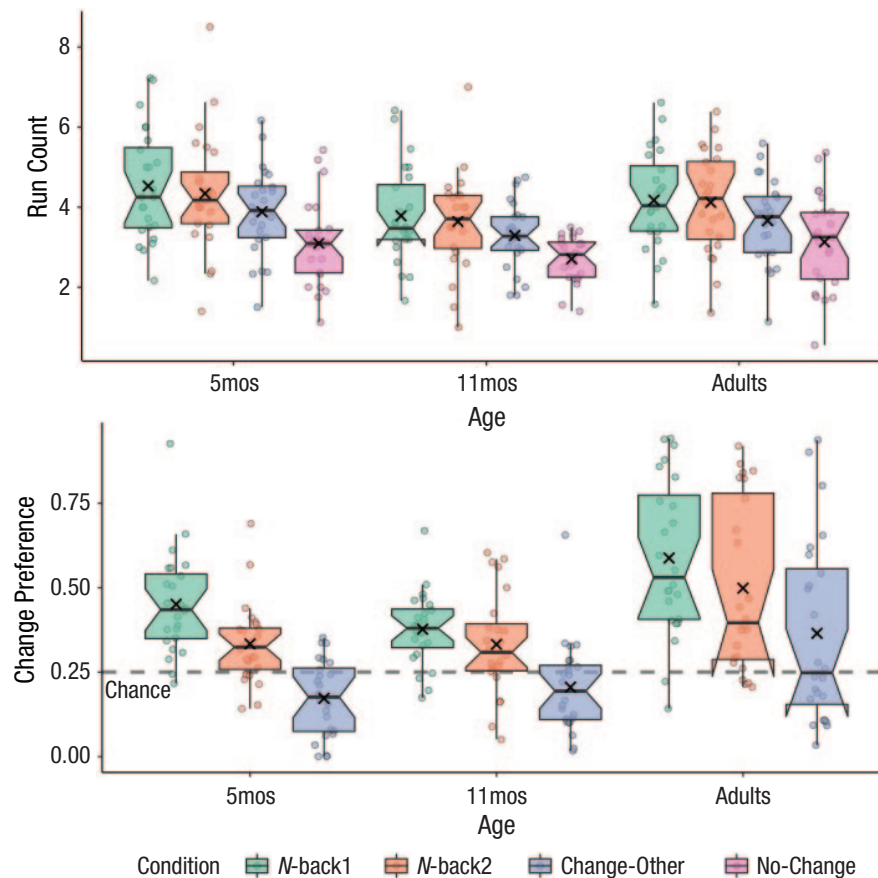 8
6
4
2
Run Count
5mos 11mos Adults
Age
0.75
0.50
0.25
0.00
Change Preference
Chance
5mos 11mos Adults
Age
Condition N-back1 N-back2 Change-Other No-Change